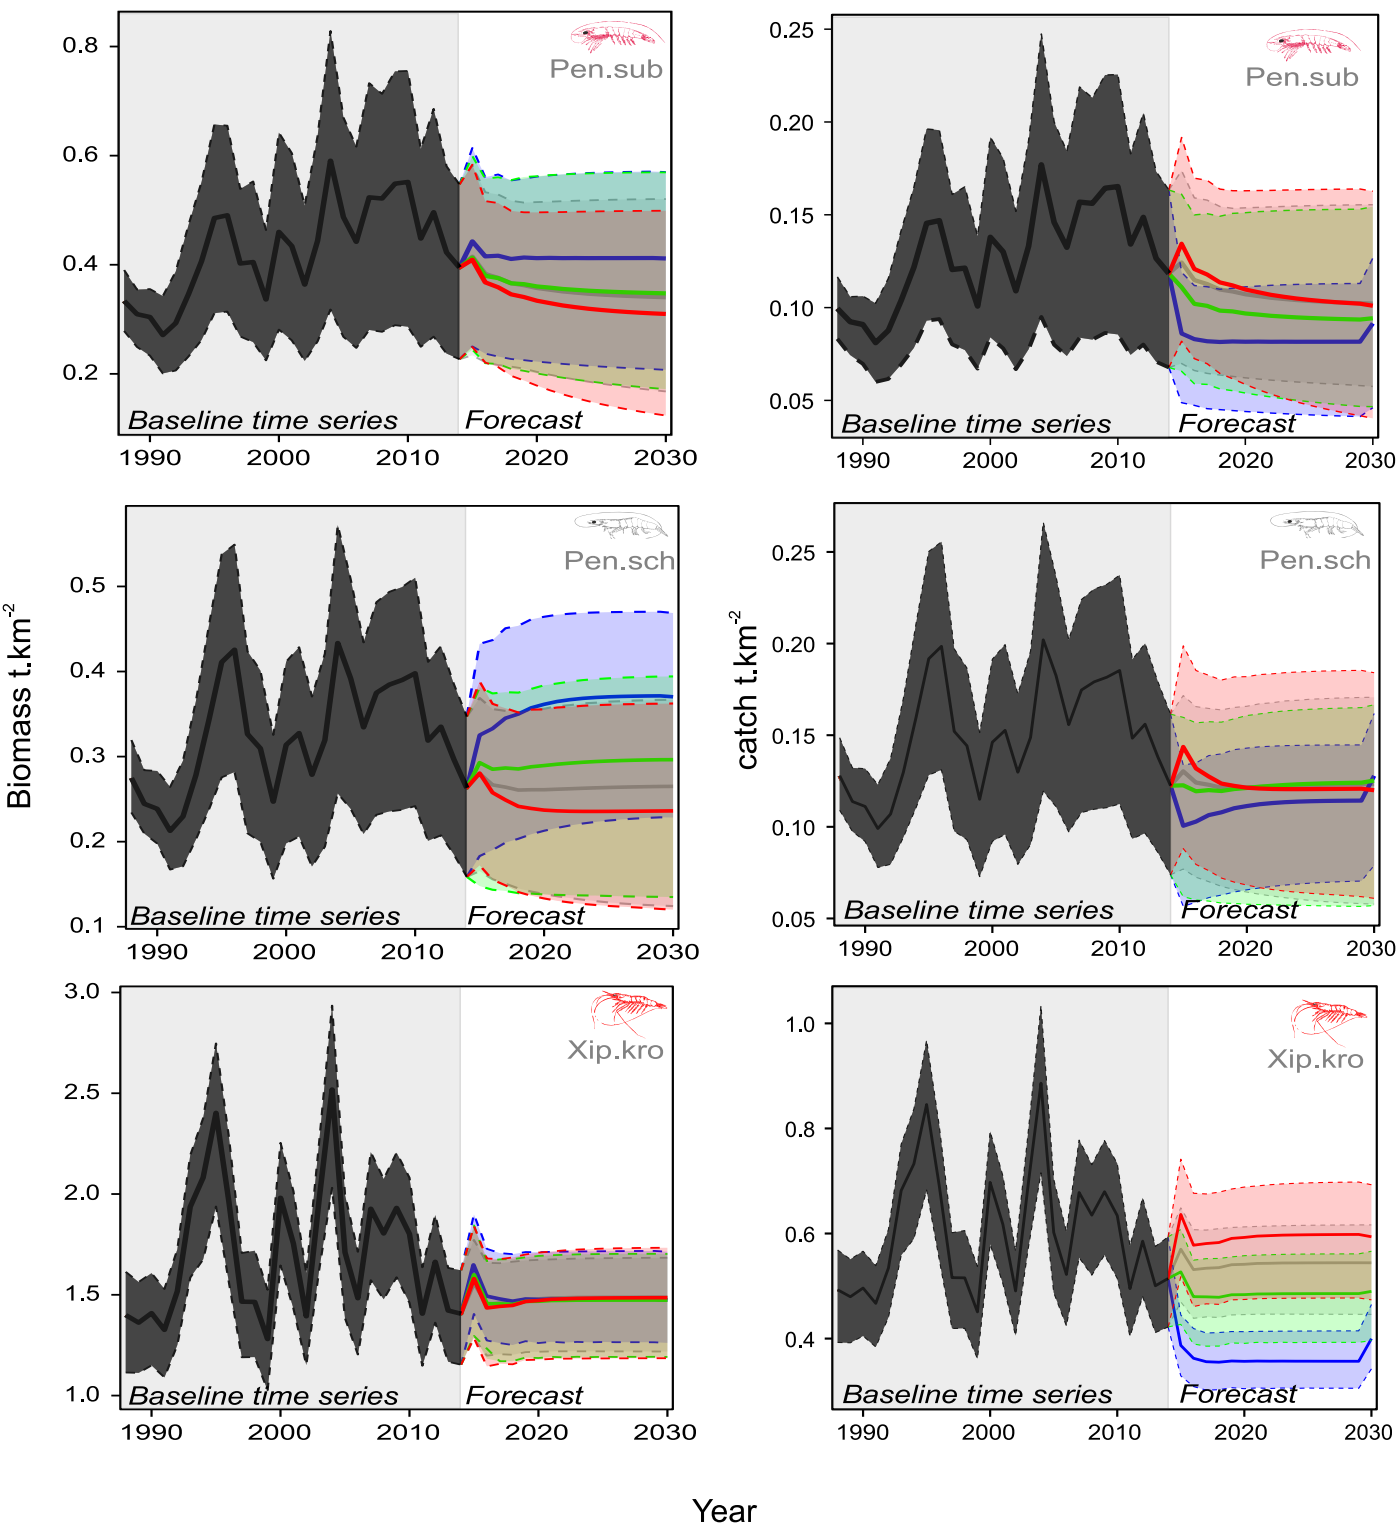 0.8
0.6
0.4
0.2
Pen.sub
Baseline time series
Forecast
1990 2000 2010 2020 2030
0.25
0.20
0.15
0.10
0.05
Pen.sub
Baseline time series
Forecast
1990 2000 2010 2020 2030
Biomass t.km⁻²
0.5
0.4
0.3
0.2
0.1
Pen.sch
Baseline time series
Forecast
1990 2000 2010 2020 2030
catch t.km⁻²
0.25
0.20
0.15
0.10
0.05
Pen.sch
Baseline time series
Forecast
1990 2000 2010 2020 2030
3.0
2.5
2.0
1.5
1.0
Xip.kro
Baseline time series
Forecast
1990 2000 2010 2020 2030
1.0
0.8
0.6
0.4
Xip.kro
Baseline time series
Forecast
1990 2000 2010 2020 2030
Year